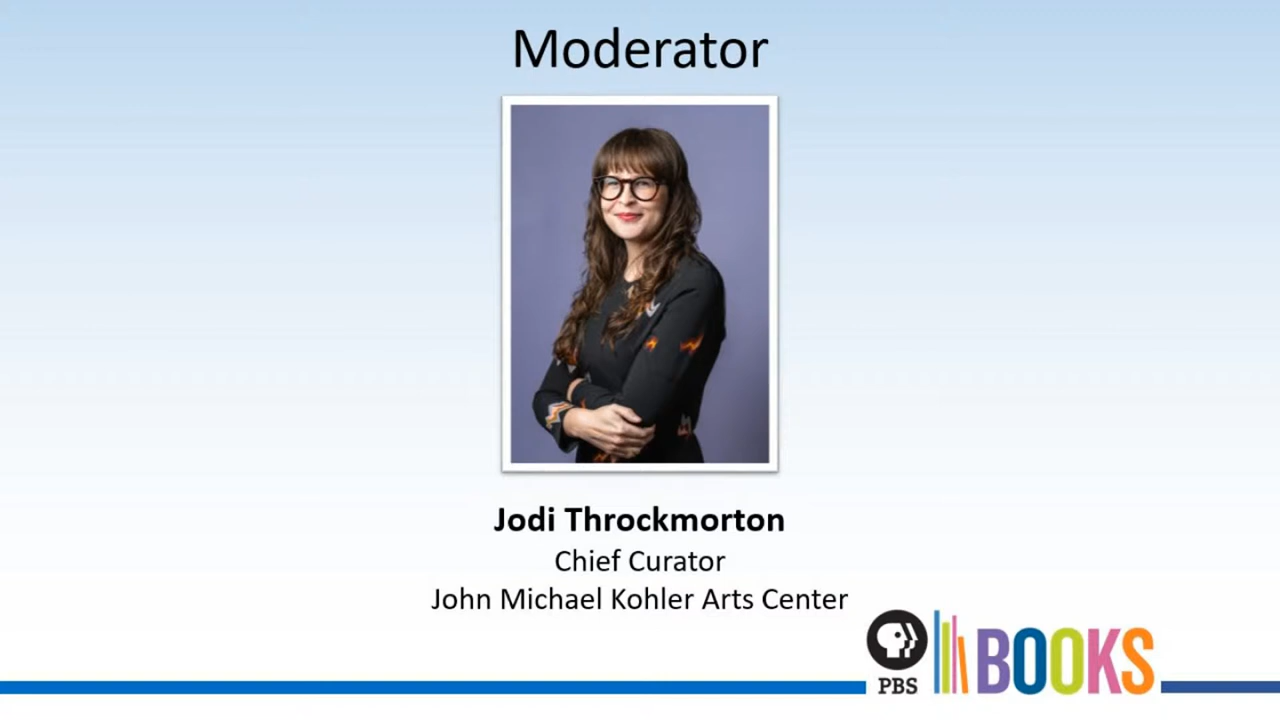 Moderator
Jodi Throckmorton
Chief Curator
John Michael Kohler Arts Center
PBS
BOOKS